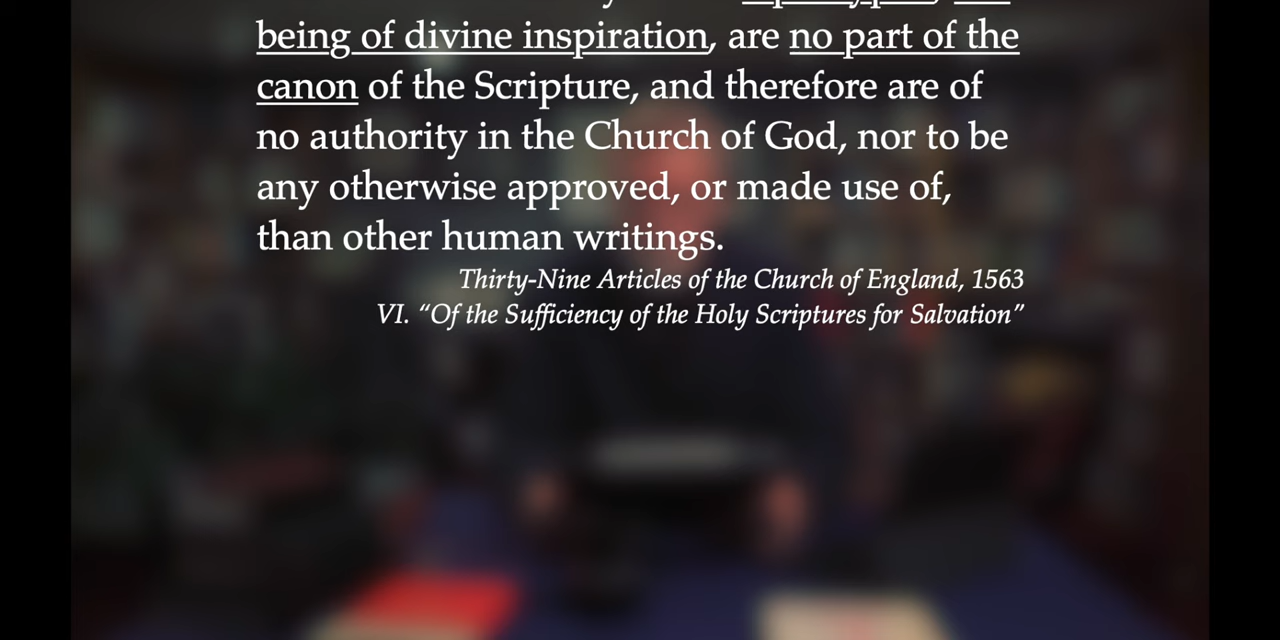 being of divine inspiration, are no part of the
canon of the Scripture, and therefore are of
no authority in the Church of God, nor to be
any otherwise approved, or made use of,
than other human writings.
Thirty-Nine Articles of the Church of England, 1563
VI. “Of the Sufficiency of the Holy Scriptures for Salvation”